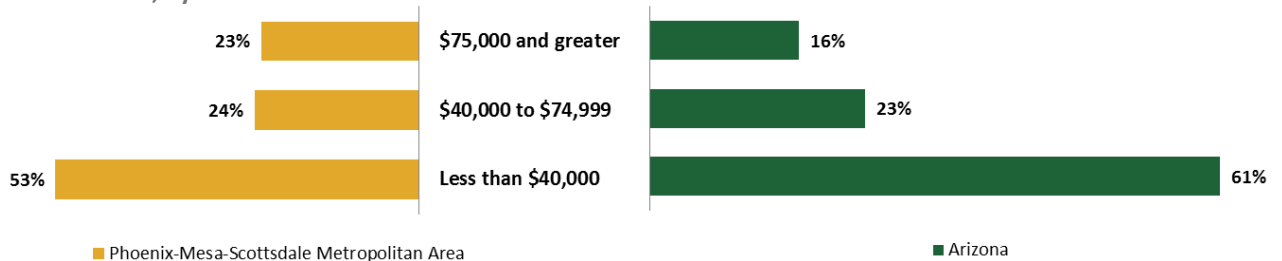 23% $75,000 and greater 16%
24% $40,000 to $74,999 23%
53% Less than $40,000 61%
Phoenix-Mesa-Scottsdale Metropolitan Area Arizona